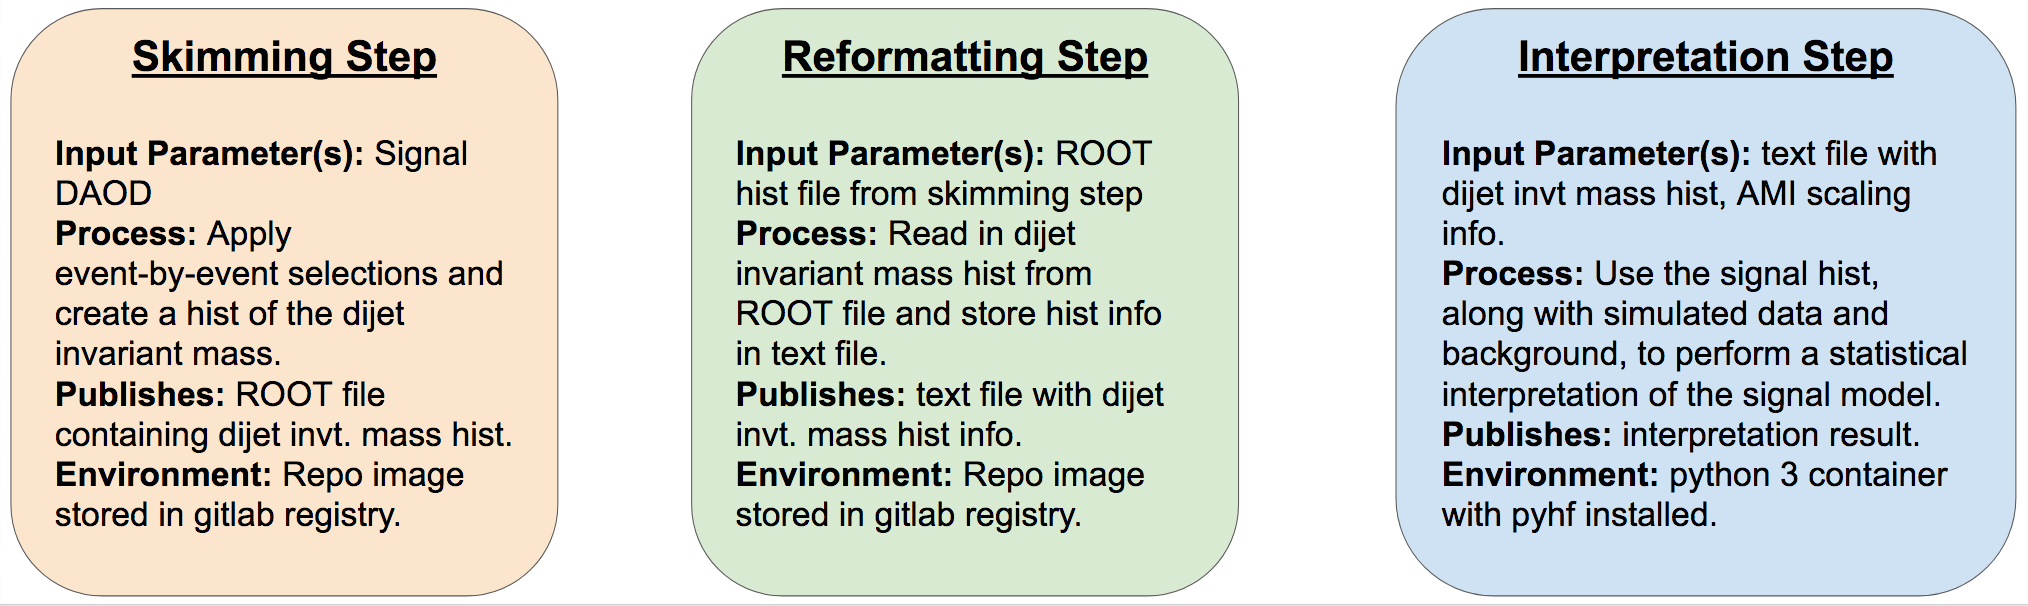 Skimming Step
Input Parameter(s): Signal
DAOD
Process: Apply
event-by-event selections and
create a hist of the dijet
invariant mass.
Publishes: ROOT file
containing dijet invt. mass hist.
Environment: Repo image
stored in gitlab registry.
Reformatting Step
Input Parameter(s): ROOT
hist file from skimming step
Process: Read in dijet
invariant mass hist from
ROOT file and store hist info
in text file.
Publishes: text file with dijet
invt. mass hist info.
Environment: Repo image
stored in gitlab registry.
Interpretation Step
Input Parameter(s): text file with
dijet invt mass hist, AMI scaling
info.
Process: Use the signal hist,
along with simulated data and
background, to perform a statistical
interpretation of the signal model.
Publishes: interpretation result.
Environment: python 3 container
with pyhf installed.